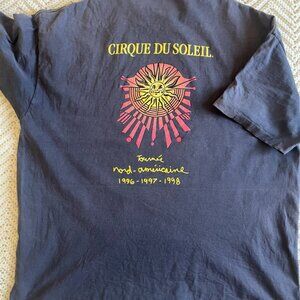 CIRQUE DU SOLEIL
Tournée
nord-américaine
1996-1997-1998